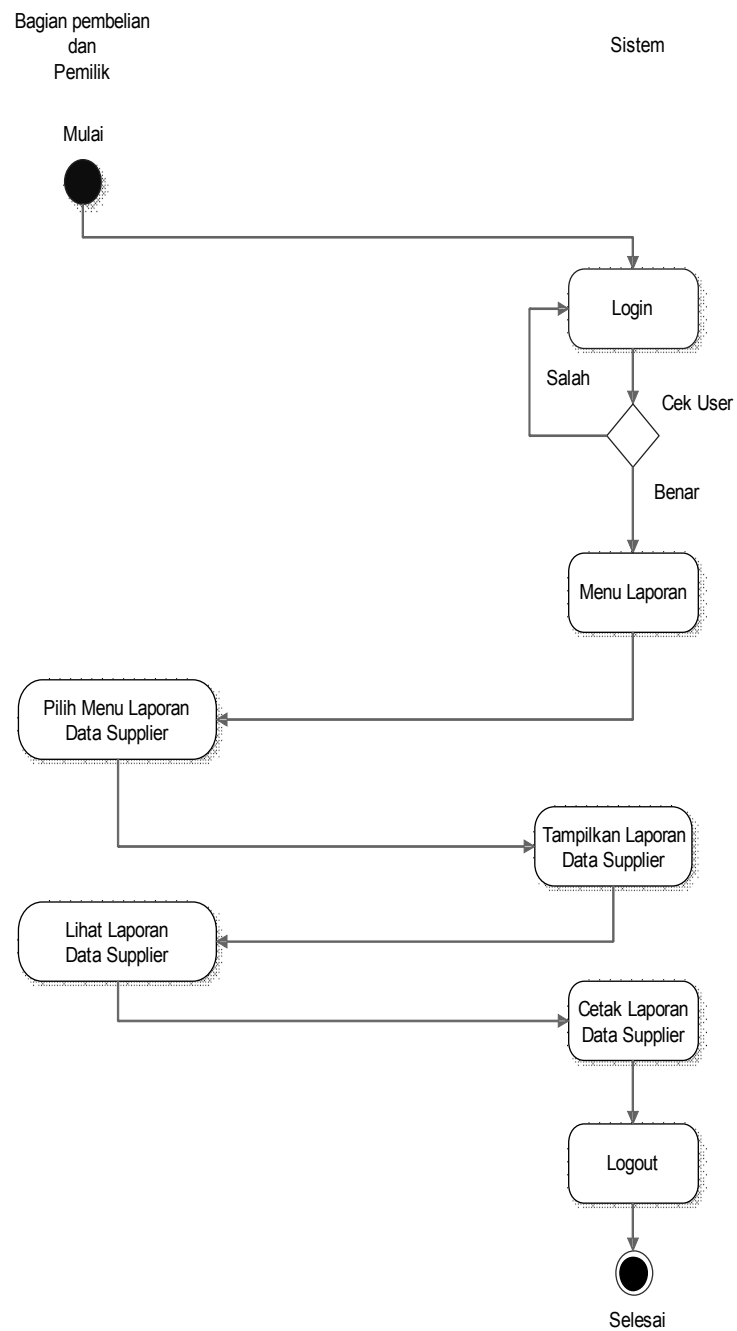 Bagian pembelian
dan
Pemilik
Sistem
Mulai
Login
Salah
Cek User
Benar
Menu Laporan
Pilih Menu Laporan
Data Supplier
Tampilkan Laporan
Data Supplier
Lihat Laporan
Data Supplier
Cetak Laporan
Data Supplier
Logout
Selesai